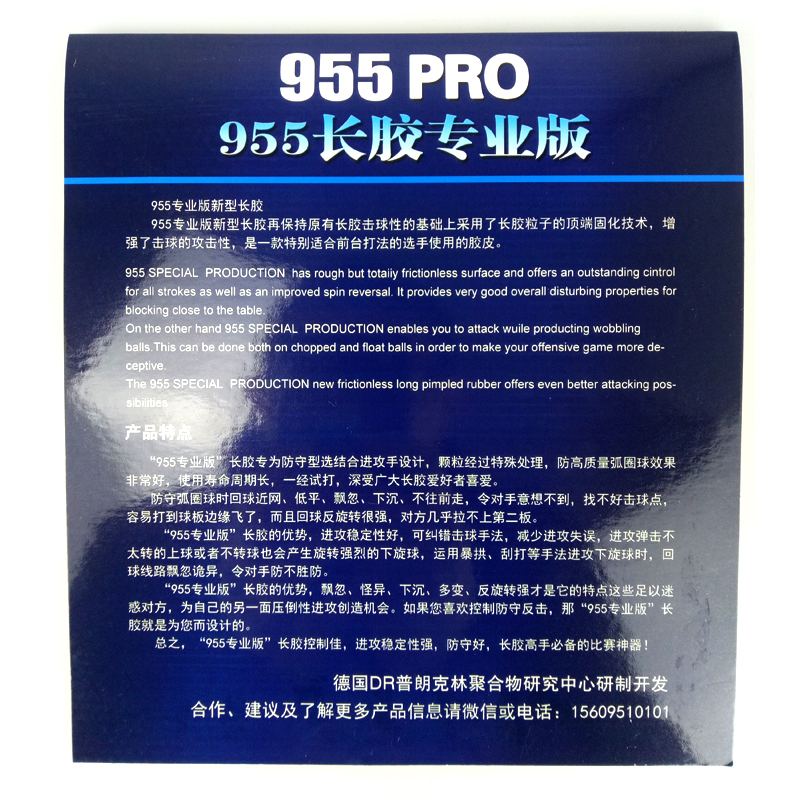 955 PRO
955长胶专业版
955专业版新型长胶
955专业版新型长胶再保持原有长胶击球性的基础上采用了长胶粒子的顶端固化技术，增
强了击球的攻击性，是一款特别适合前台打法的选手使用的胶皮。
955 SPECIAL PRODUCTION has rough but totaiiy frictionless surface and offers an outstanding cintrol
for all strokes as well as an improved spin reversal. It provides very good overall disturbing properties for
blocking close to the table.
On the other hand 955 SPECIAL PRODUCTION enables you to attack wuile producting wobbling
balls.This can be done both on chopped and float balls in order to make your offensive game more de-
ceptive.
The 955 SPECIAL PRODUCTION new frictionless long pimpled rubber offers even better attacking pos-
sibilities
产品特点
“955专业版”长胶专为防守型选结合进攻手设计，颗粒经过特殊处理，防高质量弧圈球效果
非常好，使用寿命周期长，一经试打，深受广大长胶爱好者喜爱。
防守弧圈球时回球近网、低平、飘忽、下沉、不往前走，令对手意想不到，找不好击球点，
容易打到球板边缘飞了，而且回球反旋转很强，对方几乎拉不上第二板。
“955专业版”长胶的优势，进攻稳定性好，可纠错击球手法，减少进攻失误，进攻弹击不
太转的上球或者不转球也会产生旋转强烈的下旋球，运用暴拱、刮打等手法进攻下旋球时，回
球线路飘忽诡异，令对手防不胜防。
“955专业版”长胶的优势，飘忽、怪异、下沉、多变、反旋转强才是它的特点这些足以迷
惑对方，为自己的另一面压倒性进攻创造机会。如果您喜欢控制防守反击，那“955专业版”长
胶就是为您而设计的。
总之，“955专业版”长胶控制佳，进攻稳定性强，防守好，长胶高手必备的比赛神器！
德国DR普朗克林聚合物研究中心研制开发
合作、建议及了解更多产品信息请微信或电话：15609510101